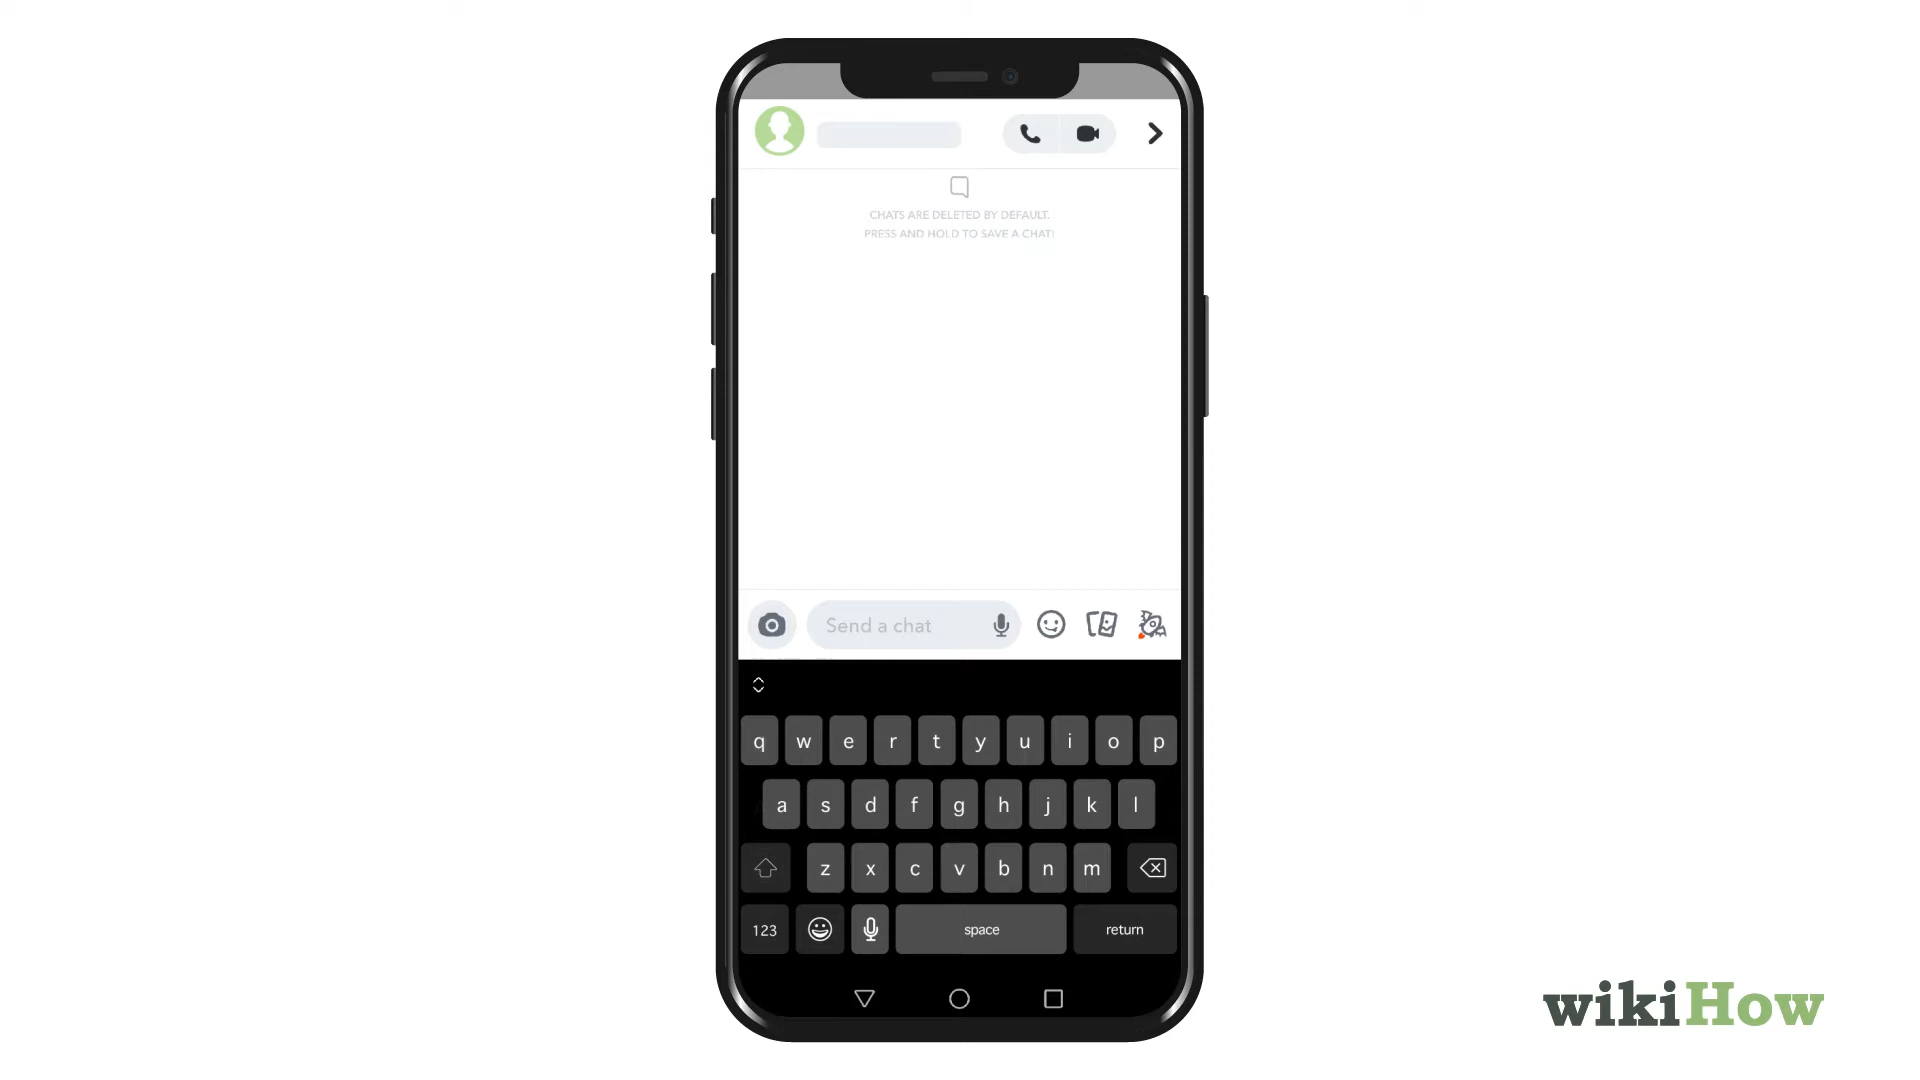 CHATS ARE DELETED BY DEFAULT.
PRESS AND HOLD TO SAVE A CHAT!
Send a chat
q w e r t y u i o p
a s d f g h j k l
z x c v b n m
123 space return
wikiHow